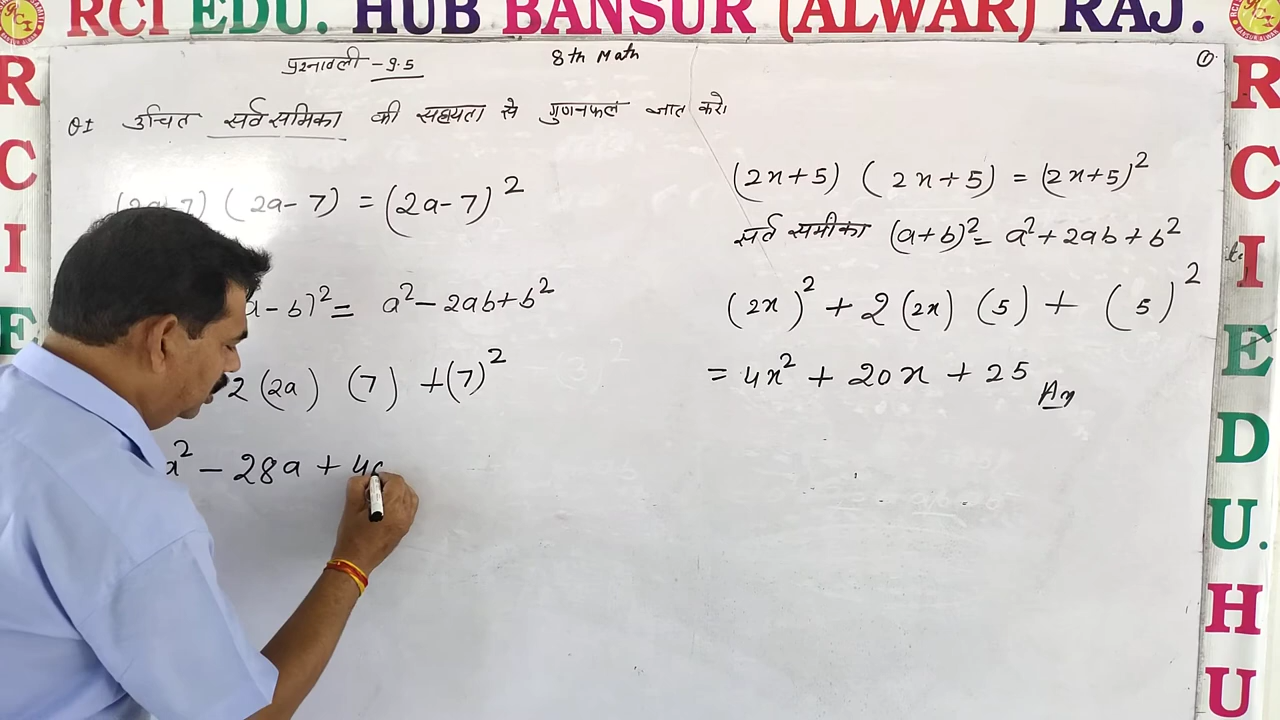 RCI EDU. HUB BANSUR (ALWAR) RAJ.
प्रश्नावली - 9.5
8th Math
①
Q1 उचित सर्वसमिका की सहायता से गुणनफल ज्ञात करो।
(2a-7) (2a-7) = (2a-7)²
a-b)² = a² - 2ab + b²
2 (2a) (7) + (7)²
a² - 28a + 4
(2x+5) (2x+5) = (2x+5)²
सर्व समीका (a+b)² = a² + 2ab + b²
(2x)² + 2 (2x) (5) + (5)²
= 4x² + 20x + 25 Ans
R
C
I
E
R
C
I
E
D
U.
H
U